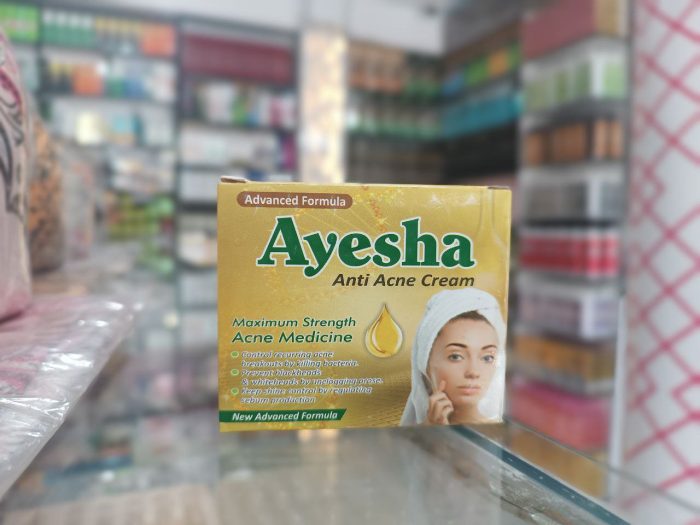 Advanced Formula
Ayesha
Anti Acne Cream
Maximum Strength
Acne Medicine
Control recurring acne
breakouts by killing bacteria.
Prevent blackheads
& whiteheads by unclogging prose.
Keep shine control by regulating
sebum production
New Advanced Formula